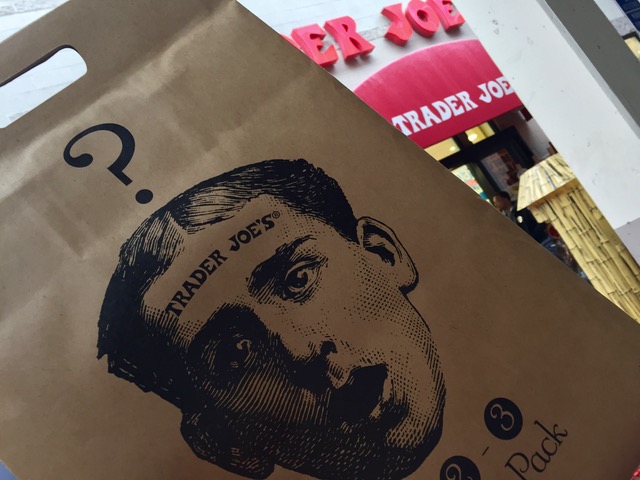 ER JOE
TRADER JOE
?
TRADER JOE'S®
2 - 3
Pack